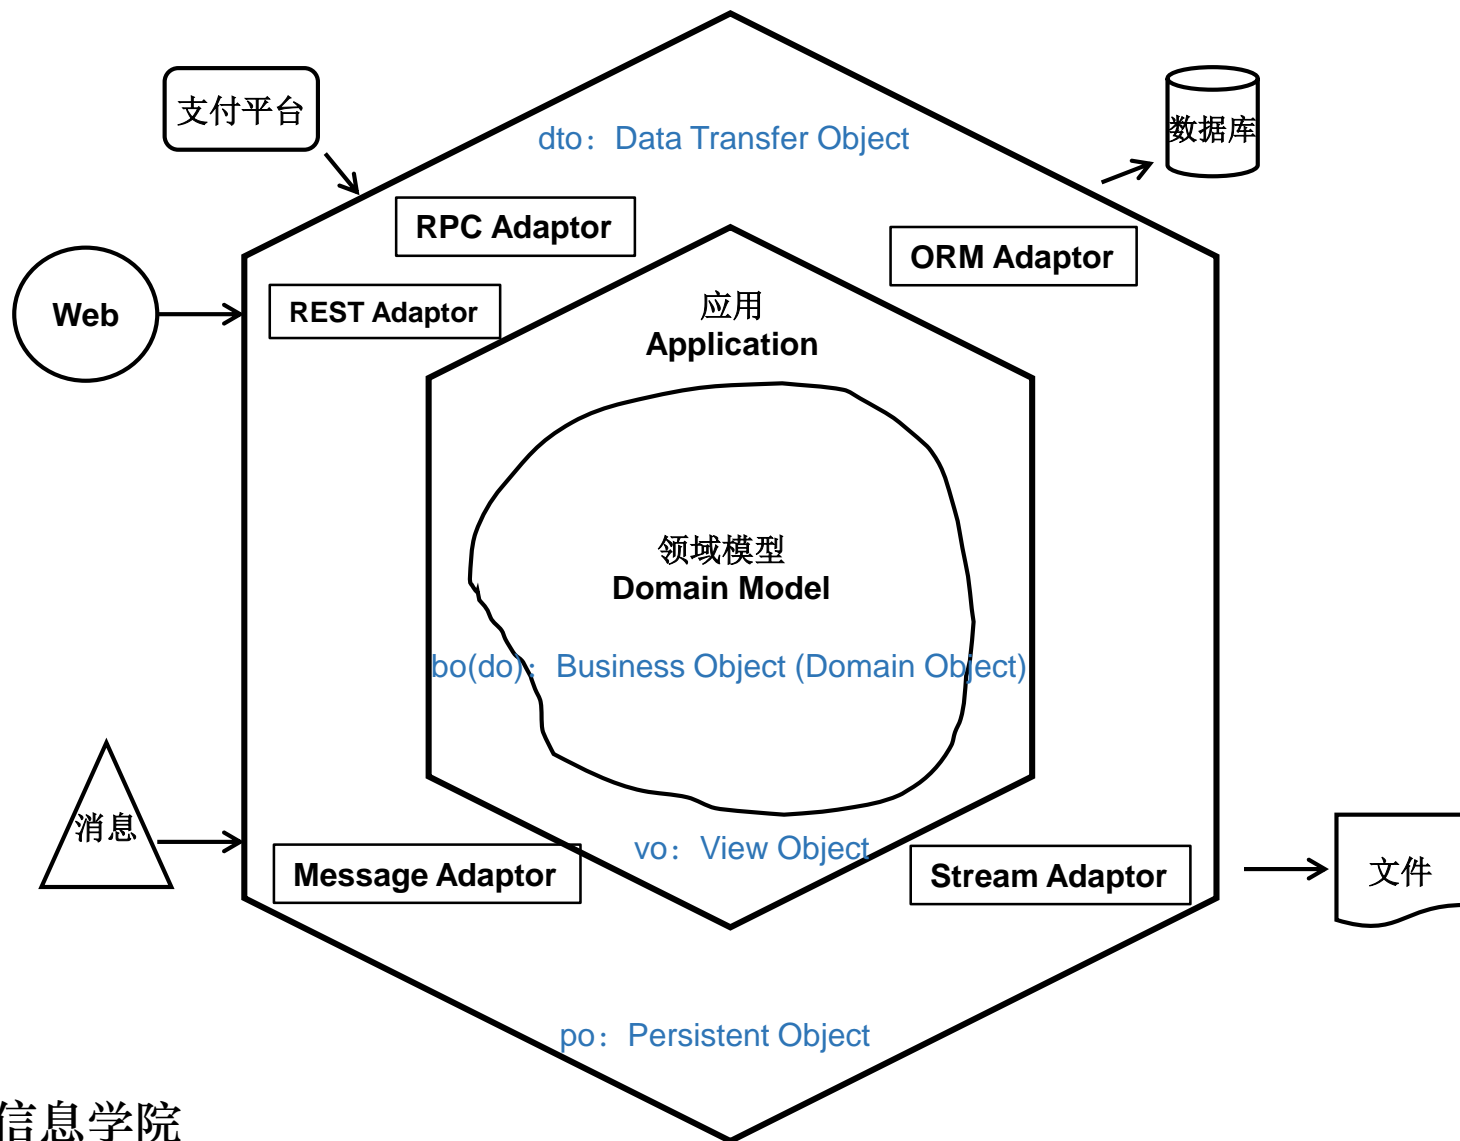 支付平台
dto：Data Transfer Object
数据库
RPC Adaptor
ORM Adaptor
Web
REST Adaptor
应用
Application
领域模型
Domain Model
bo(do)：Business Object (Domain Object)
消息
vo：View Object
Message Adaptor
Stream Adaptor
文件
po：Persistent Object
信息学院